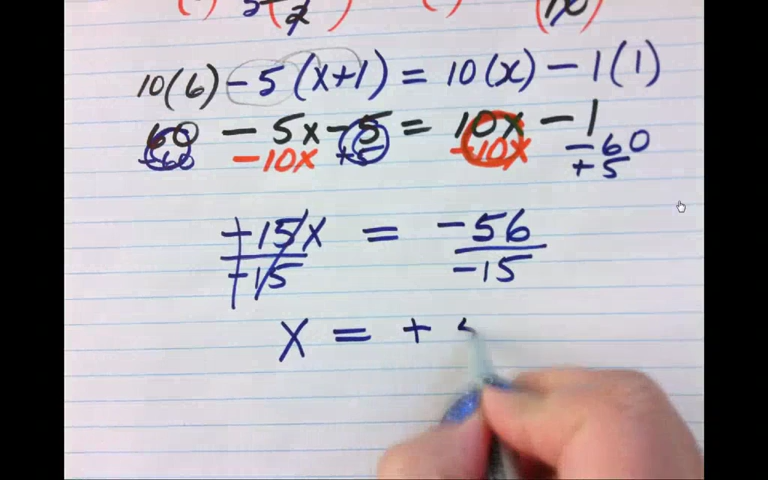 10(6) - 5(x+1) = 10(x) - 1(1)
60 - 5x - 5 = 10x - 1
-60 -10x +5 -10x -60
+5
-15x = -56
-15 -15
x = +